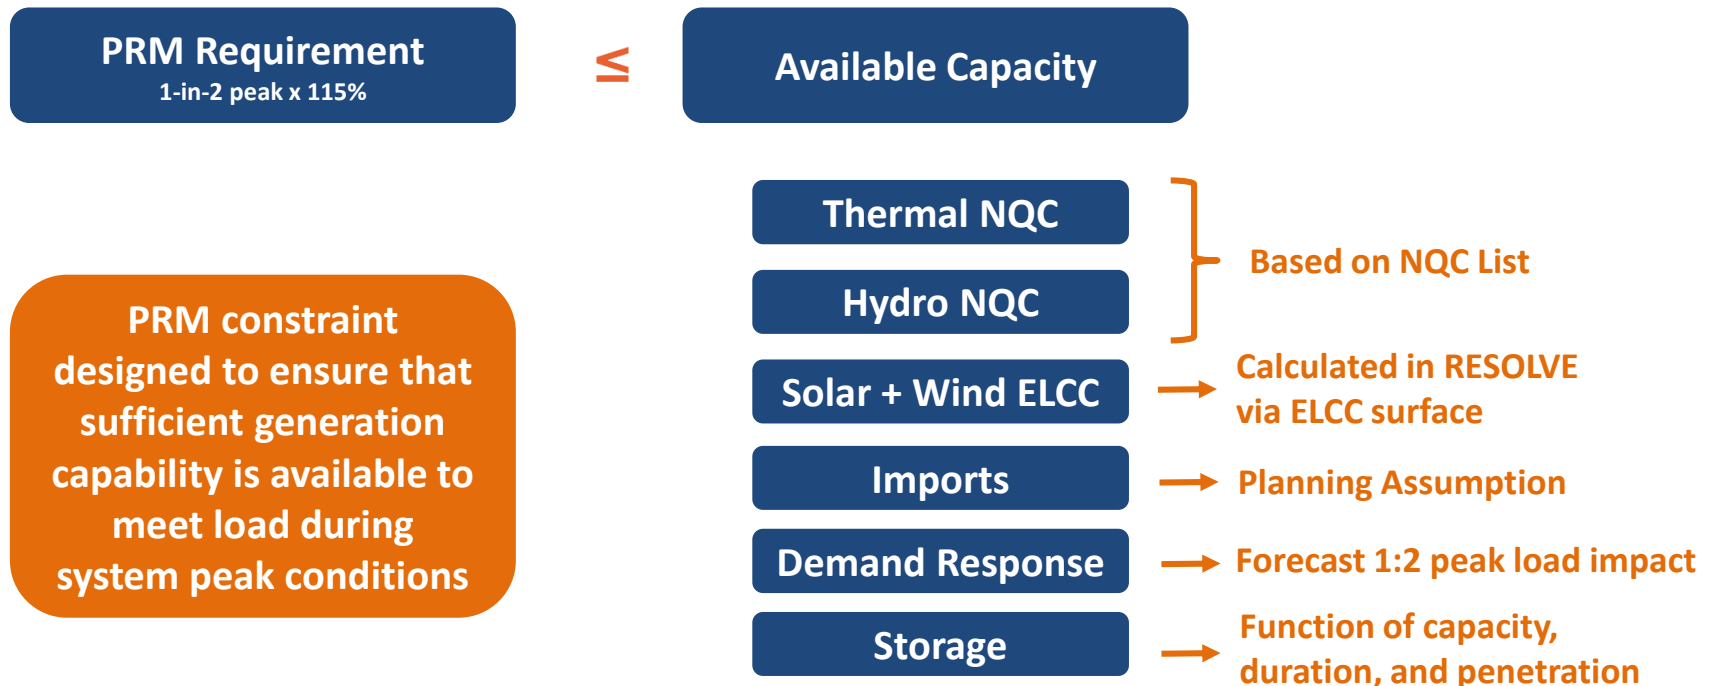 PRM Requirement
1-in-2 peak x 115%
≤
Available Capacity
PRM constraint
designed to ensure that
sufficient generation
capability is available to
meet load during
system peak conditions
Thermal NQC
Hydro NQC
Based on NQC List
Solar + Wind ELCC
Calculated in RESOLVE
via ELCC surface
Imports
Planning Assumption
Demand Response
Forecast 1:2 peak load impact
Storage
Function of capacity,
duration, and penetration